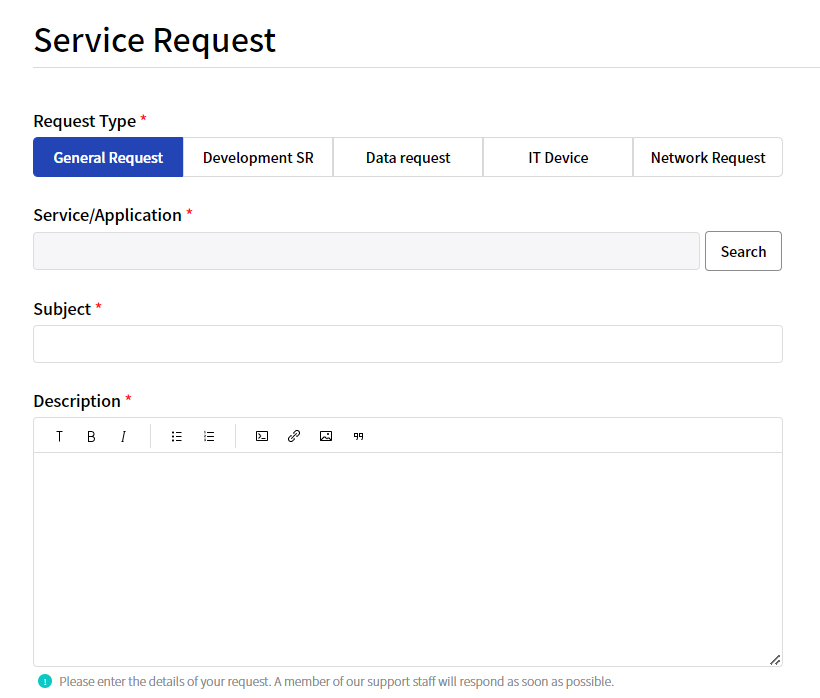 Service Request
Request Type *
General Request Development SR Data request IT Device Network Request
Service/Application *
Search
Subject *
Description *
T B I
Please enter the details of your request. A member of our support staff will respond as soon as possible.